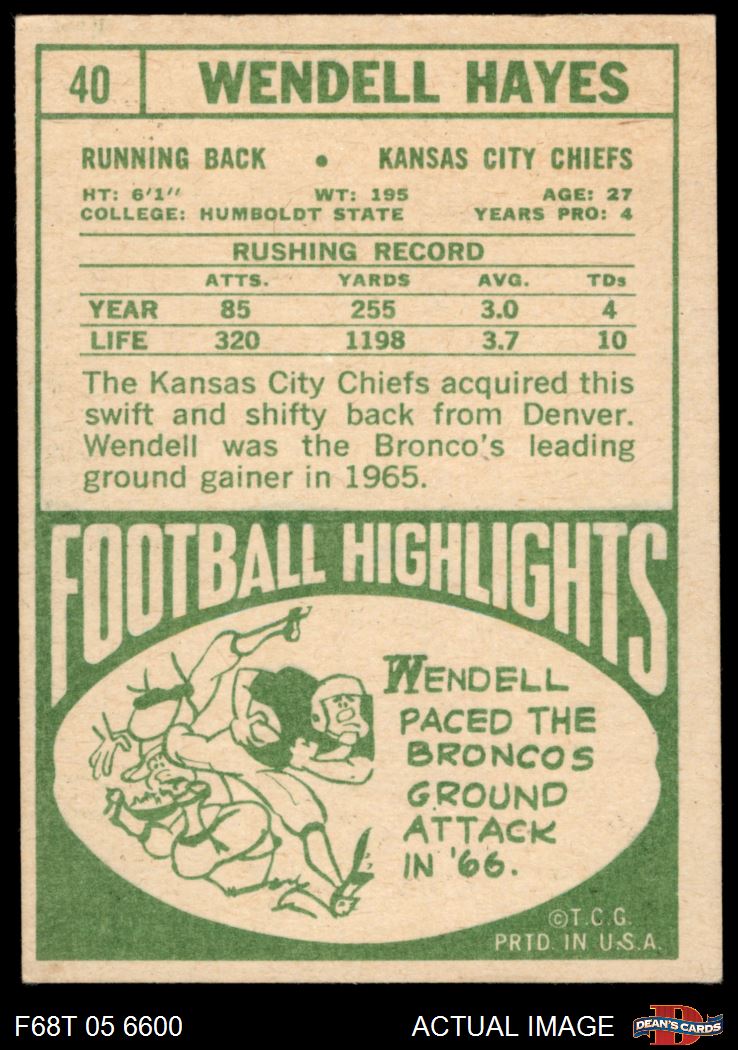 40 WENDELL HAYES
RUNNING BACK • KANSAS CITY CHIEFS
HT: 6'1" WT: 195 AGE: 27
COLLEGE: HUMBOLDT STATE YEARS PRO: 4
RUSHING RECORD
ATTS. YARDS AVG. TDs
YEAR 85 255 3.0 4
LIFE 320 1198 3.7 10
The Kansas City Chiefs acquired this
swift and shifty back from Denver.
Wendell was the Bronco's leading
ground gainer in 1965.
FOOTBALL HIGHLIGHTS
WENDELL
PACED THE
BRONCOS
GROUND
ATTACK
IN '66.
©T.C.G.
PRTD. IN U.S.A.
F68T 05 6600 ACTUAL IMAGE DEAN'S CARDS